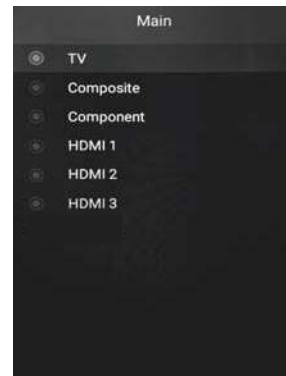 Main
TV
Composite
Component
HDMI 1
HDMI 2
HDMI 3